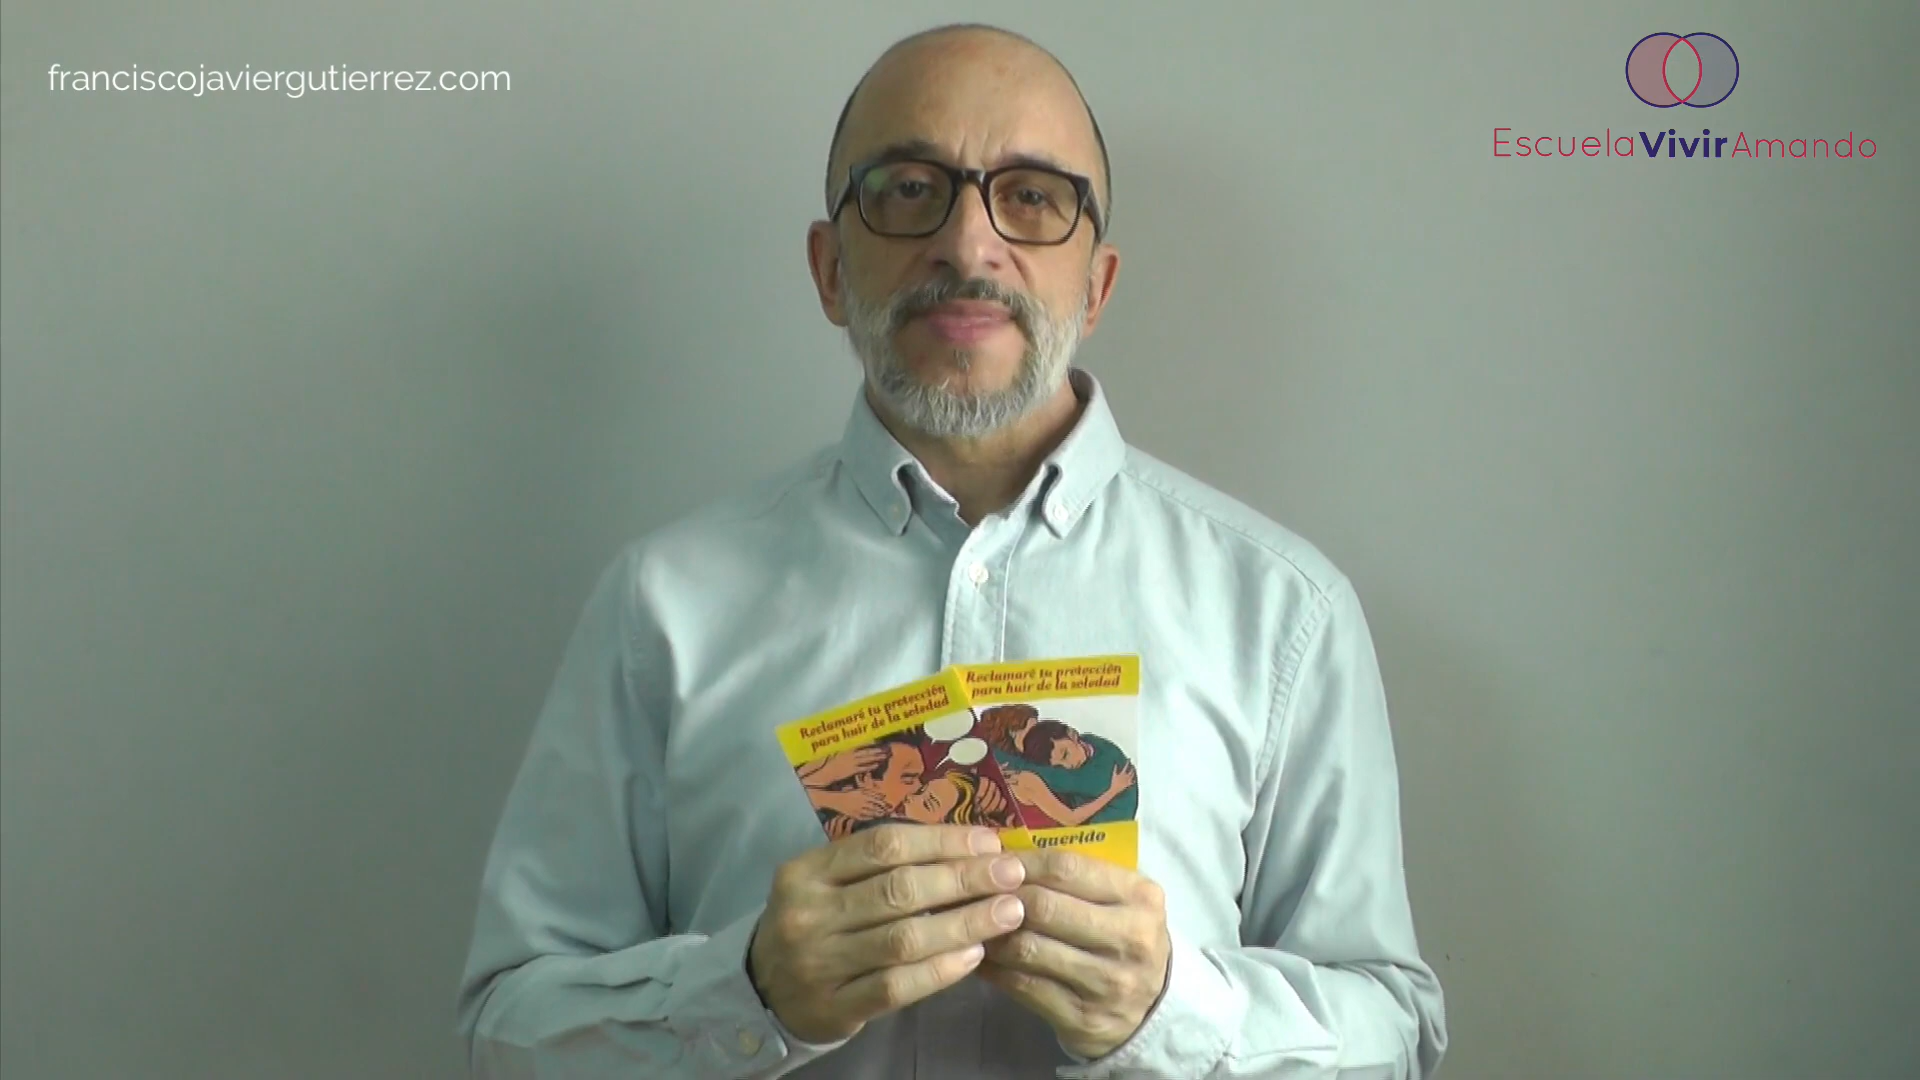 franciscojaviergutierrez.com
EscuelaVivirAmando
Reclamaré tu protección
para huir de la soledad
Reclamaré tu protección
para huir de la soledad
lquerido